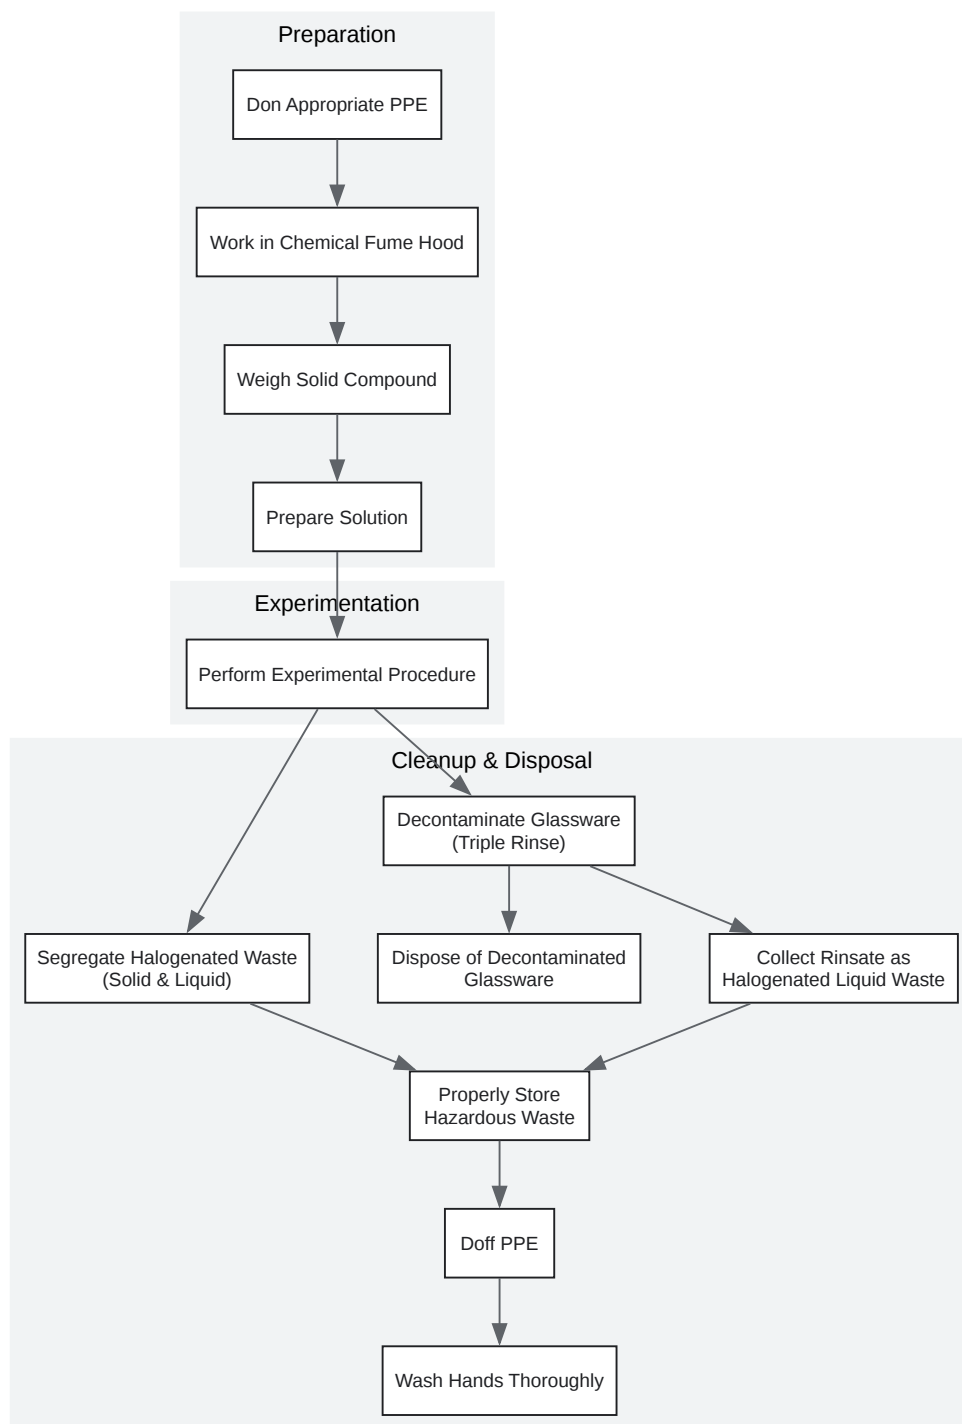 Preparation
Don Appropriate PPE
Work in Chemical Fume Hood
Weigh Solid Compound
Prepare Solution
Experimentation
Perform Experimental Procedure
Cleanup & Disposal
Decontaminate Glassware
(Triple Rinse)
Segregate Halogenated Waste
(Solid & Liquid)
Dispose of Decontaminated
Glassware
Collect Rinsate as
Halogenated Liquid Waste
Properly Store
Hazardous Waste
Doff PPE
Wash Hands Thoroughly